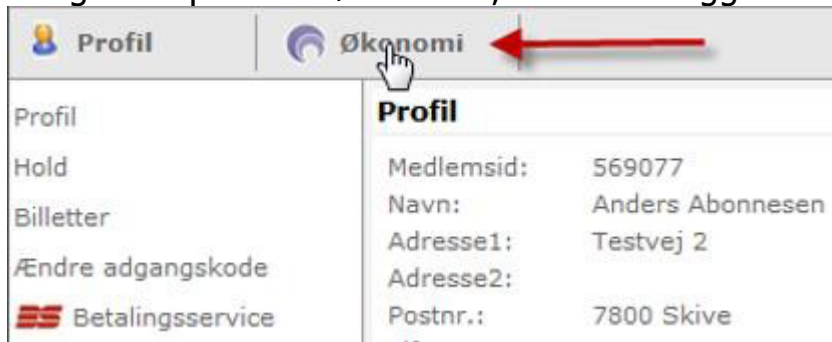 Profil Økonomi
Profil
Hold
Billetter
Ændre adgangskode
BS Betalingsservice
Profil
Medlemsid: 569077
Navn: Anders Abonnesen
Adresse1: Testvej 2
Adresse2:
Postnr.: 7800 Skive